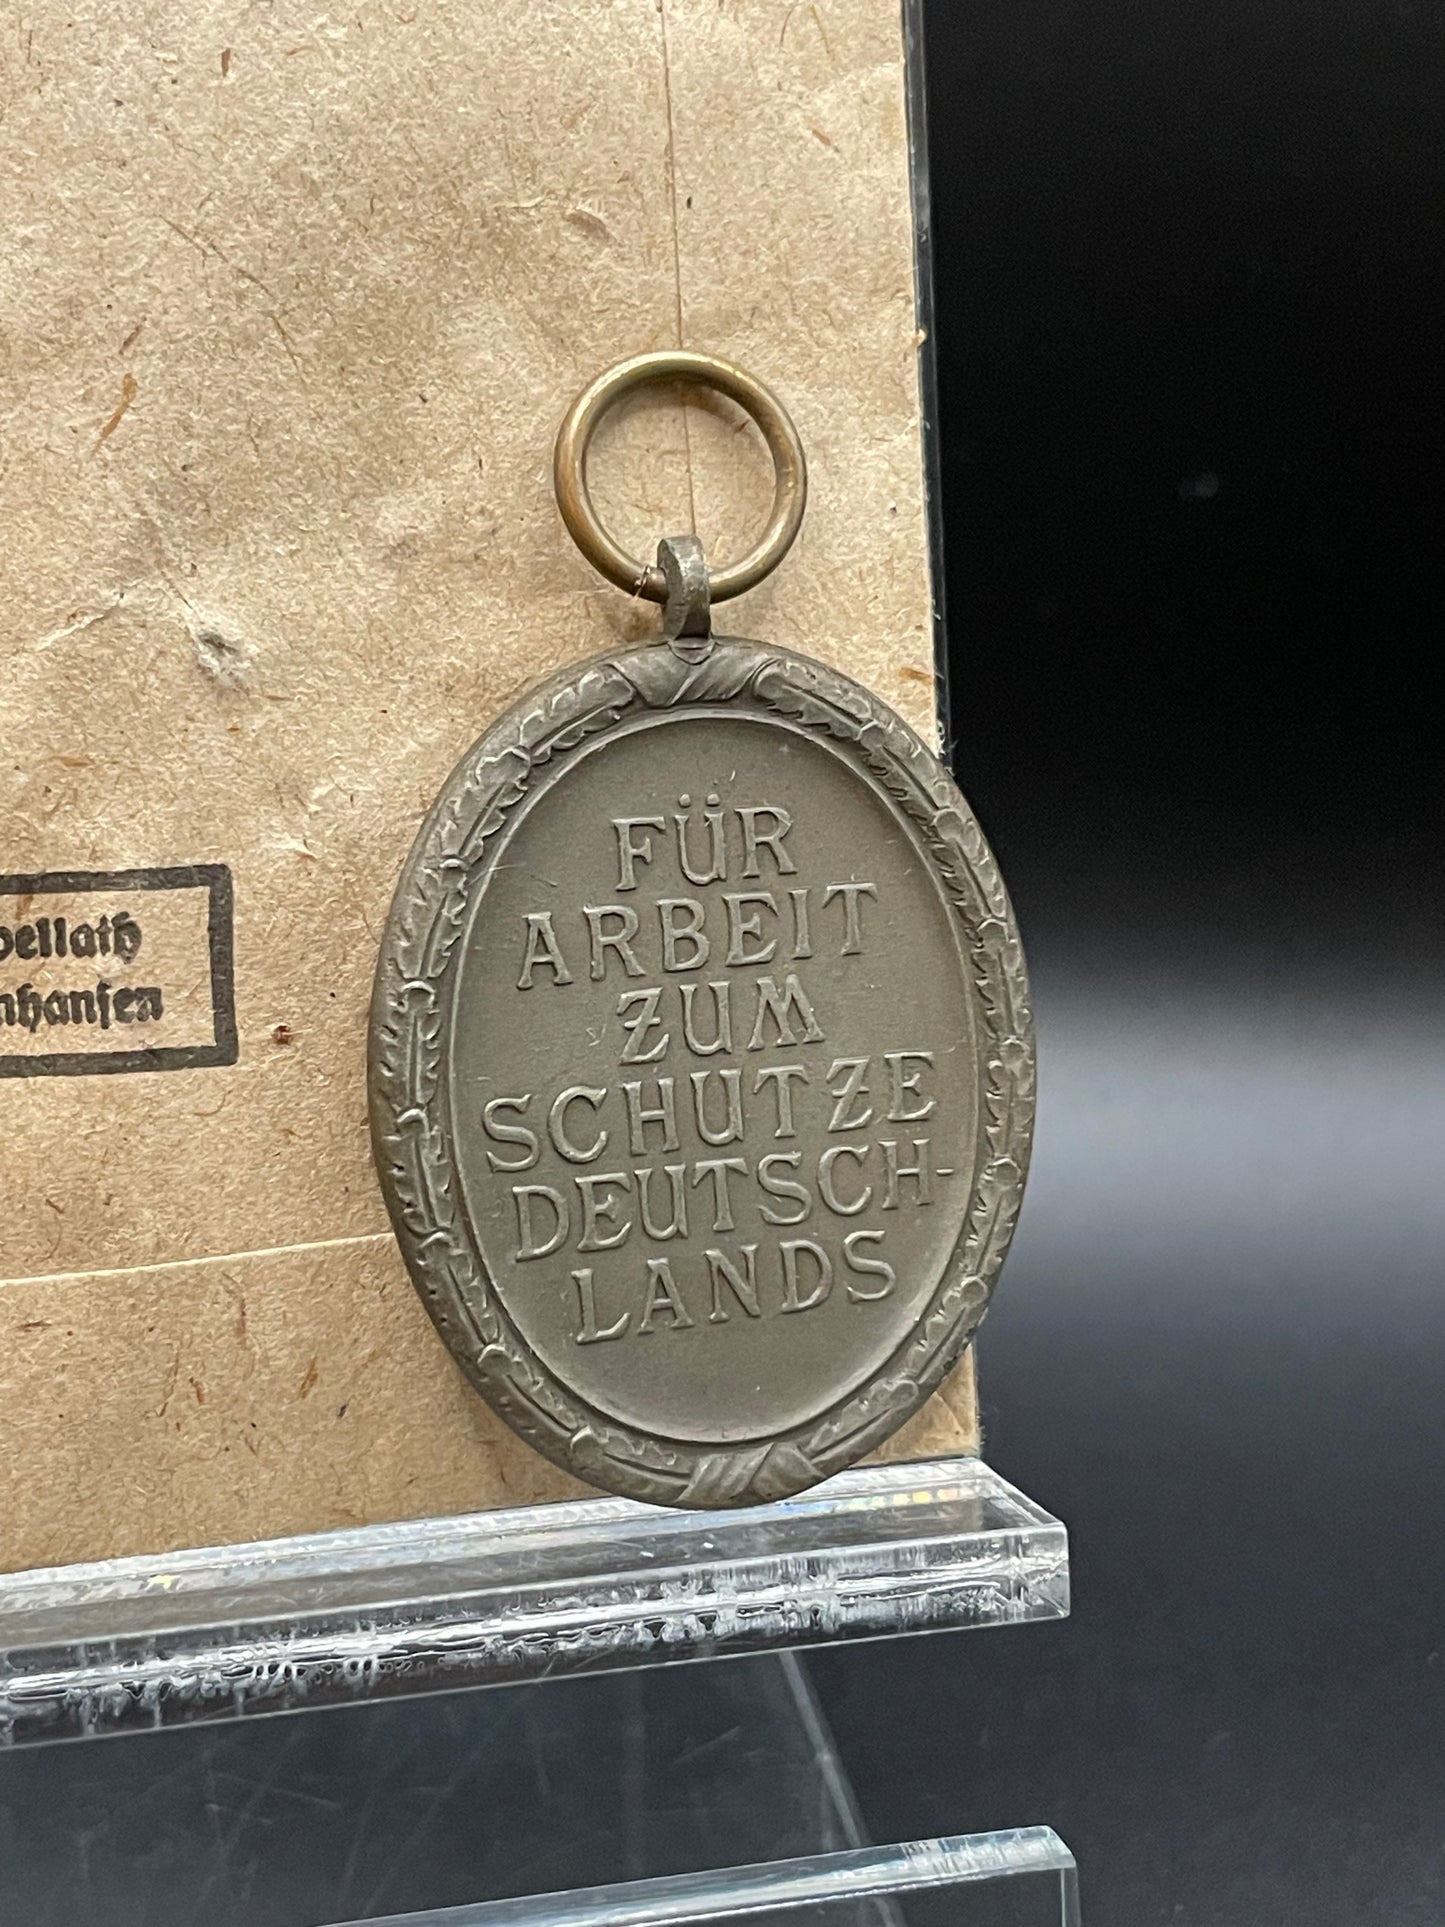 FÜR
ARBEIT
ZUM
SCHUTZE
DEUTSCH-
LANDS